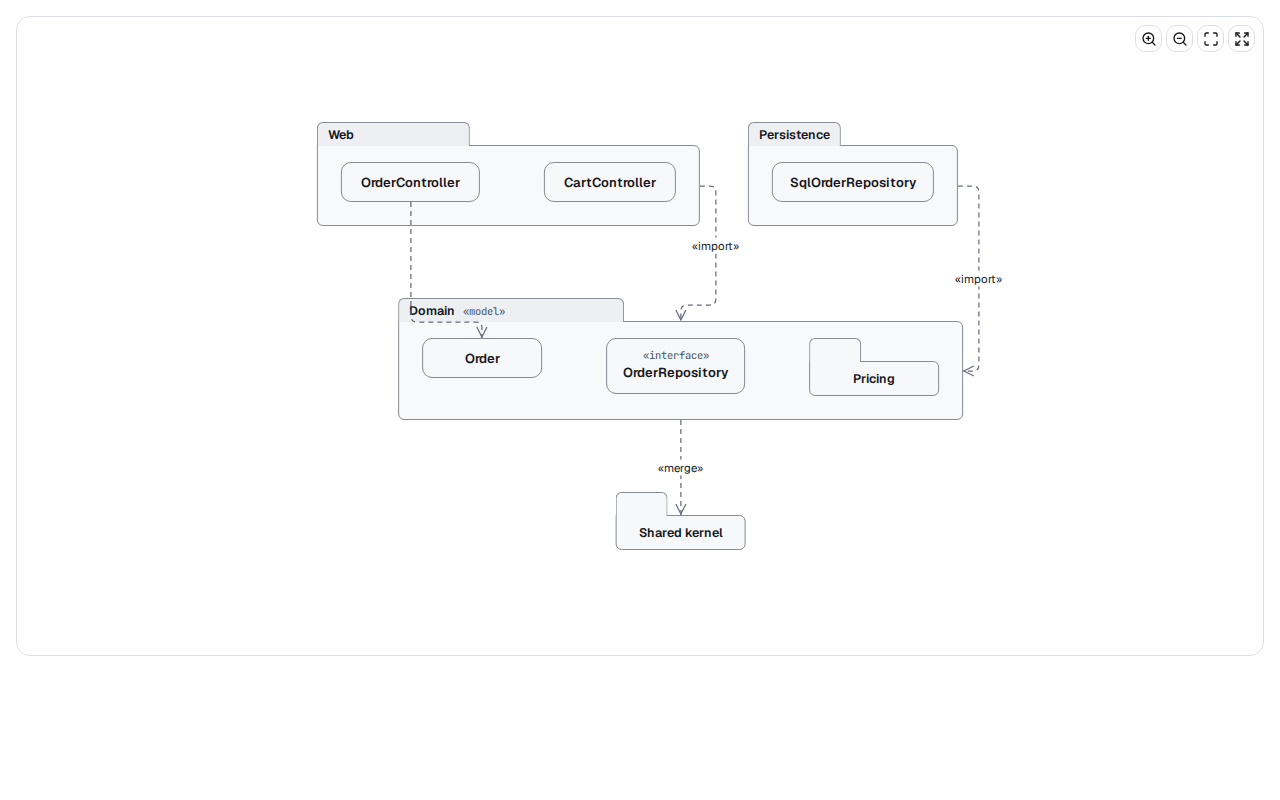 Web
Persistence
OrderController
CartController
SqlOrderRepository
«import»
«import»
Domain «model»
Order
«interface»
OrderRepository
Pricing
«merge»
Shared kernel